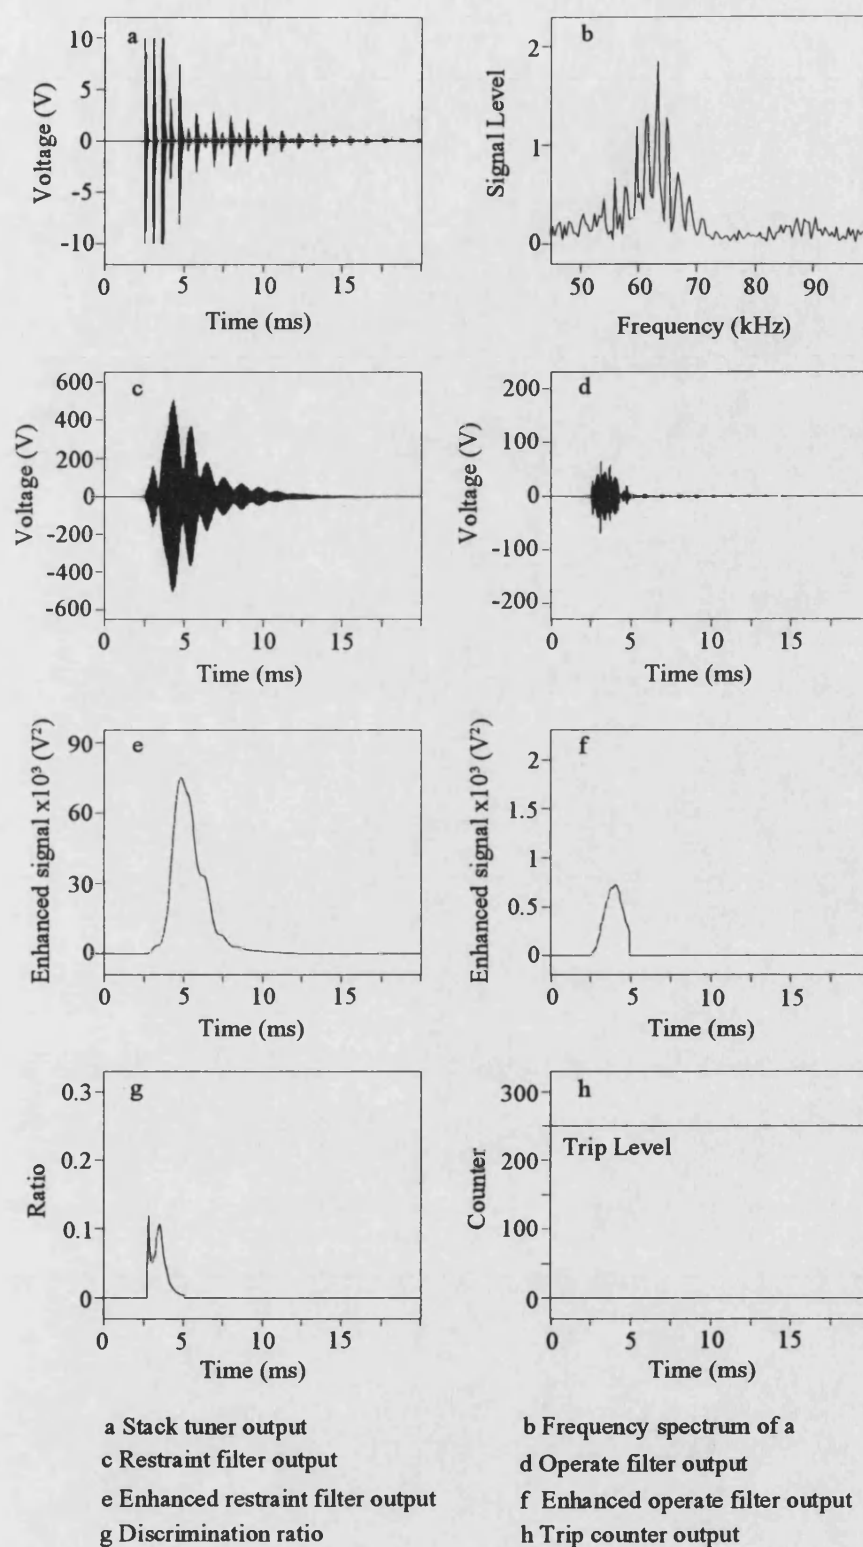 a
10
5
0
-5
-10
Voltage (V)
0 5 10 15
Time (ms)
b
2
1
0
Signal Level
50 60 70 80 90
Frequency (kHz)
c
600
400
200
0
-200
-400
-600
Voltage (V)
0 5 10 15
Time (ms)
d
200
100
0
-100
-200
Voltage (V)
0 5 10 15
Time (ms)
e
90
60
30
0
Enhanced signal x10³ (V²)
0 5 10 15
Time (ms)
f
2
1.5
1
0.5
0
Enhanced signal x10³ (V²)
0 5 10 15
Time (ms)
g
0.3
0.2
0.1
0
Ratio
0 5 10 15
Time (ms)
h
300
200
100
0
Counter
Trip Level
0 5 10 15
Time (ms)
a Stack tuner output
b Frequency spectrum of a
c Restraint filter output
d Operate filter output
e Enhanced restraint filter output
f Enhanced operate filter output
g Discrimination ratio
h Trip counter output